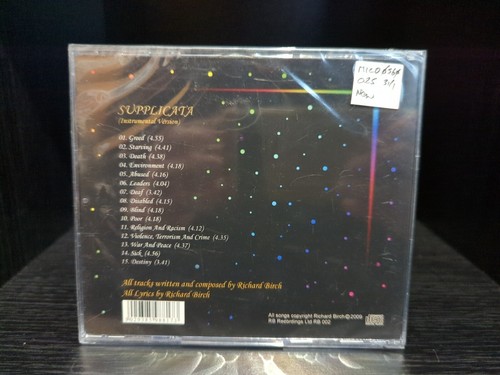 SUPPLICATA
(Instrumental Version)
01. Greed (4.55)
02. Starving (4.41)
03. Death (4.38)
04. Environment (4.18)
05. Abused (4.16)
06. Leaders (4.04)
07. Deaf (3.42)
08. Disabled (4.15)
09. Blind (4.18)
10. Poor (4.18)
11. Religion And Racism (4.12)
12. Violence, Terrorism And Crime (4.35)
13. War And Peace (4.37)
14. Sick (4.56)
15. Destiny (3.41)
All tracks written and composed by Richard Birch
All Lyrics by Richard Birch
All songs copyright Richard Birch©2009
RB Recordings Ltd RB 002